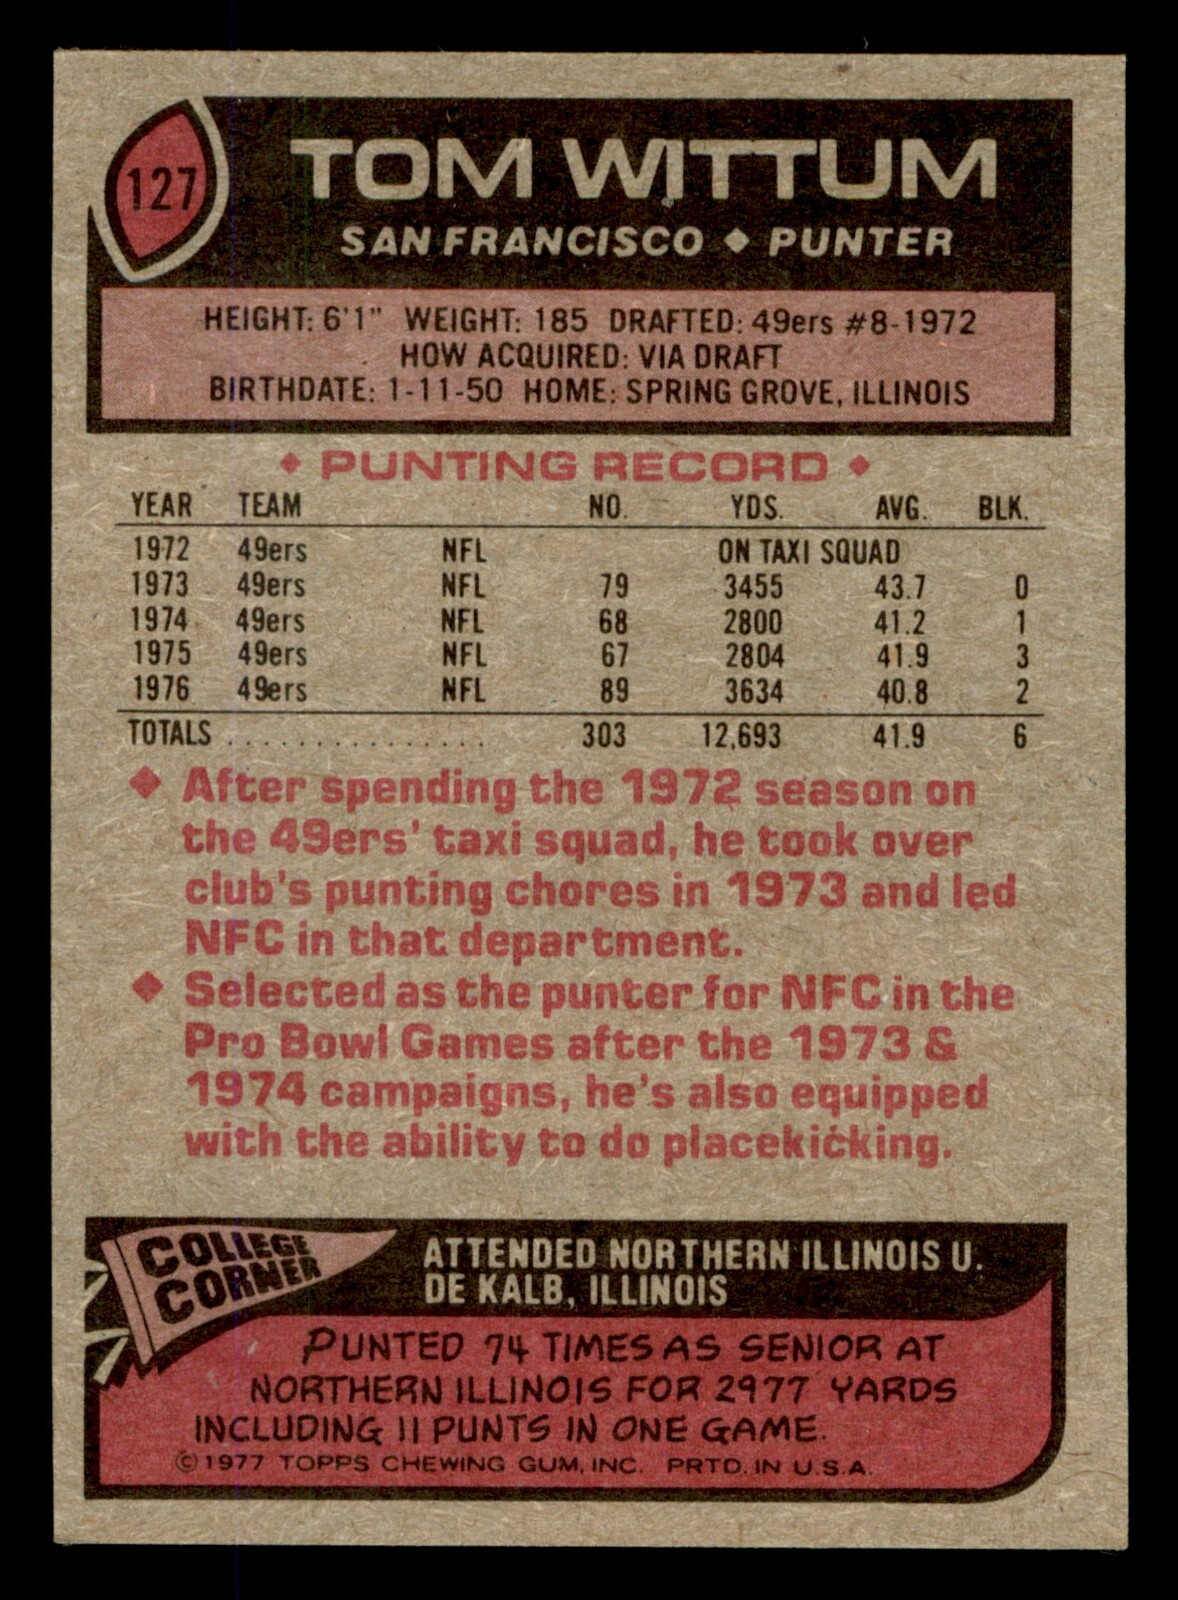 127
TOM WITTUM
SAN FRANCISCO ◆ PUNTER
HEIGHT: 6'1" WEIGHT: 185 DRAFTED: 49ers #8-1972
HOW ACQUIRED: VIA DRAFT
BIRTHDATE: 1-11-50 HOME: SPRING GROVE, ILLINOIS
◆ PUNTING RECORD ◆
YEAR TEAM NO. YDS. AVG. BLK.
1972 49ers NFL ON TAXI SQUAD
1973 49ers NFL 79 3455 43.7 0
1974 49ers NFL 68 2800 41.2 1
1975 49ers NFL 67 2804 41.9 3
1976 49ers NFL 89 3634 40.8 2
TOTALS ............... 303 12,693 41.9 6
◆ After spending the 1972 season on
the 49ers' taxi squad, he took over
club's punting chores in 1973 and led
NFC in that department.
◆ Selected as the punter for NFC in the
Pro Bowl Games after the 1973 &
1974 campaigns, he's also equipped
with the ability to do placekicking.
COLLEGE
CORNER
ATTENDED NORTHERN ILLINOIS U.
DE KALB, ILLINOIS
PUNTED 74 TIMES AS SENIOR AT
NORTHERN ILLINOIS FOR 2977 YARDS
INCLUDING 11 PUNTS IN ONE GAME.
© 1977 TOPPS CHEWING GUM, INC. PRTD. IN U.S.A.